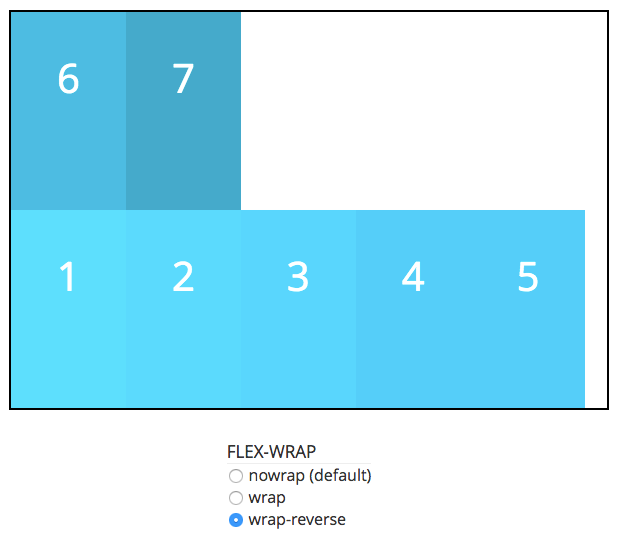 6 7
1 2 3 4 5
FLEX-WRAP
nowrap (default)
wrap
wrap-reverse